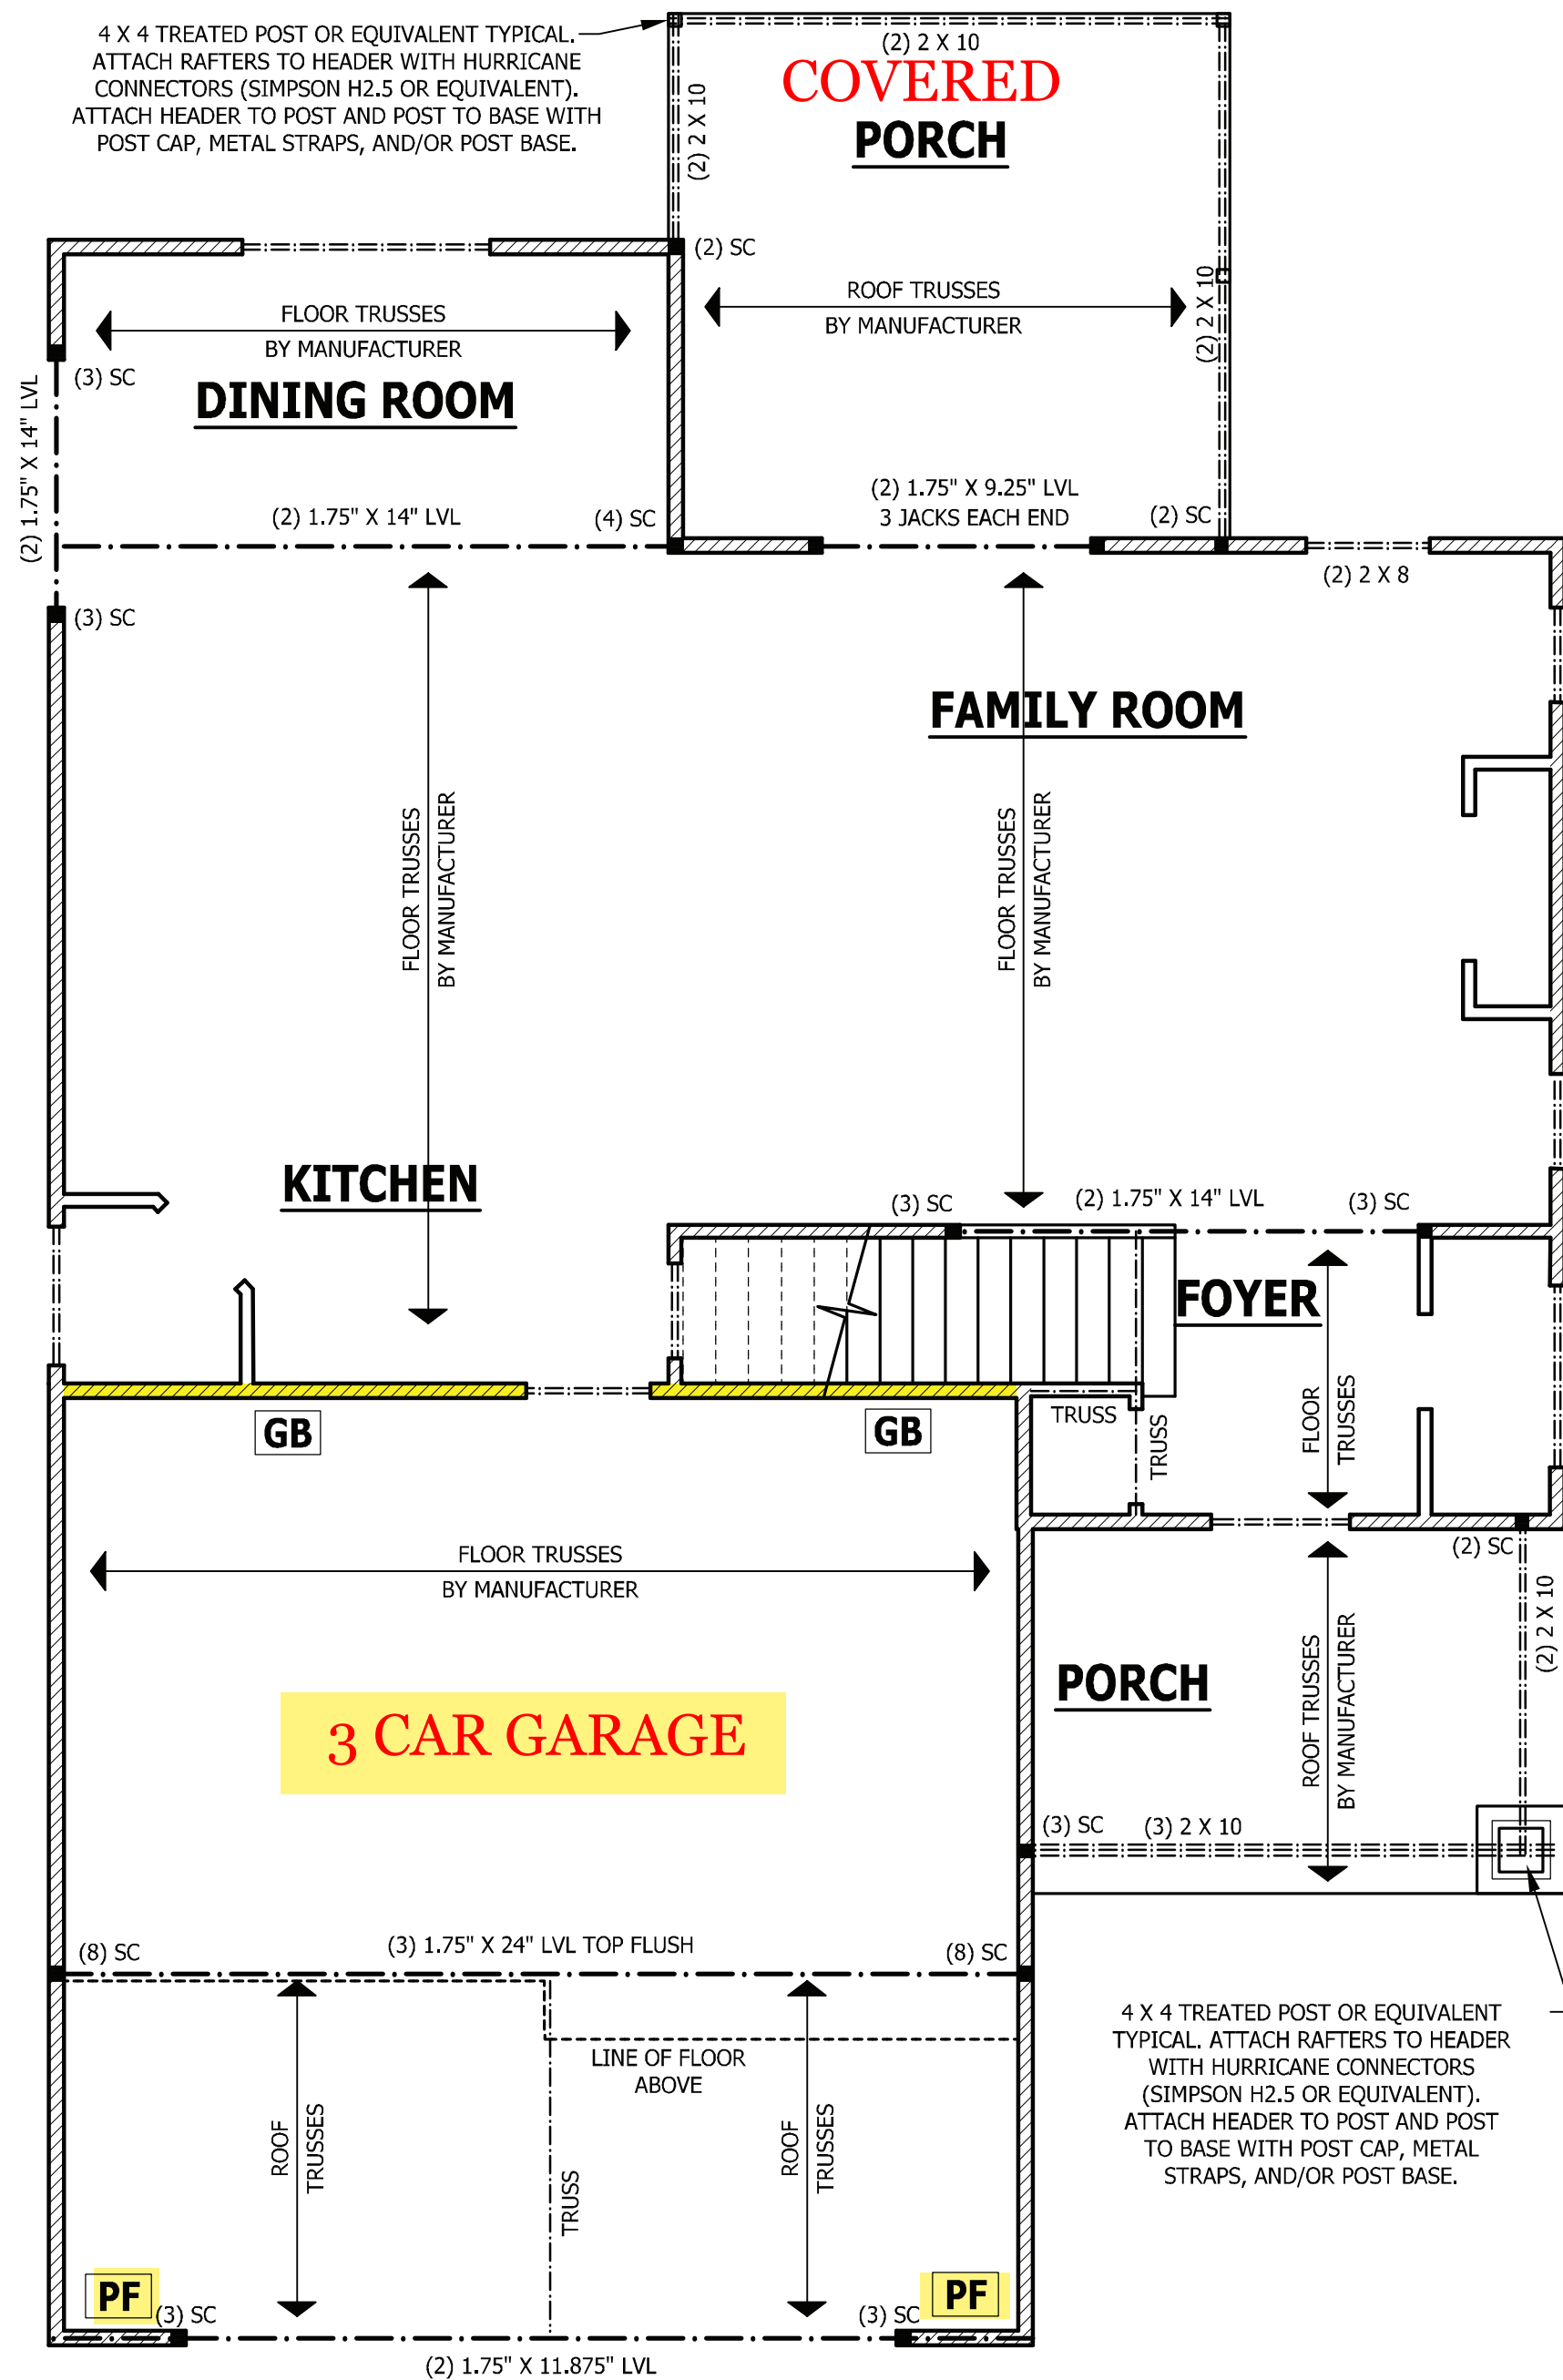 4 X 4 TREATED POST OR EQUIVALENT TYPICAL.
ATTACH RAFTERS TO HEADER WITH HURRICANE
CONNECTORS (SIMPSON H2.5 OR EQUIVALENT).
ATTACH HEADER TO POST AND POST TO BASE WITH
POST CAP, METAL STRAPS, AND/OR POST BASE.
(2) 2 X 10
COVERED
PORCH
(2) 2 X 10
(2) SC
ROOF TRUSSES
BY MANUFACTURER
(2) 2 X 10
FLOOR TRUSSES
BY MANUFACTURER
(3) SC
DINING ROOM
(2) 1.75" X 14" LVL
(2) 1.75" X 14" LVL
(4) SC
(2) 1.75" X 9.25" LVL
3 JACKS EACH END
(2) SC
(2) 2 X 8
(3) SC
FAMILY ROOM
FLOOR TRUSSES
BY MANUFACTURER
FLOOR TRUSSES
BY MANUFACTURER
KITCHEN
(3) SC
(2) 1.75" X 14" LVL
(3) SC
FOYER
GB
GB
TRUSS
TRUSS
FLOOR
TRUSSES
(2) SC
FLOOR TRUSSES
BY MANUFACTURER
(2) 2 X 10
PORCH
ROOF TRUSSES
BY MANUFACTURER
3 CAR GARAGE
(3) SC
(3) 2 X 10
(8) SC
(3) 1.75" X 24" LVL TOP FLUSH
(8) SC
4 X 4 TREATED POST OR EQUIVALENT
TYPICAL. ATTACH RAFTERS TO HEADER
WITH HURRICANE CONNECTORS
(SIMPSON H2.5 OR EQUIVALENT).
ATTACH HEADER TO POST AND POST
TO BASE WITH POST CAP, METAL
STRAPS, AND/OR POST BASE.
LINE OF FLOOR
ABOVE
ROOF
TRUSSES
TRUSS
ROOF
TRUSSES
PF
PF
(3) SC
(3) SC
(2) 1.75" X 11.875" LVL